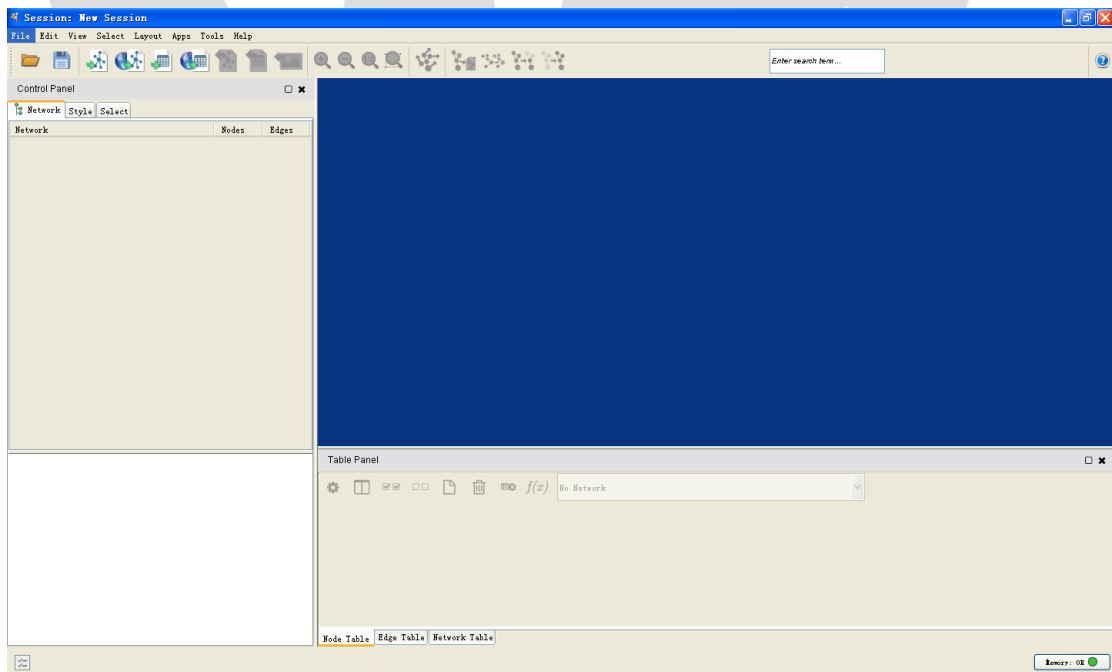 Session: New Session
File Edit View Select Layout Apps Tools Help
Enter search term...
Control Panel
Network Style Select
Network Nodes Edges
Table Panel
f(x) No Network
Node Table Edge Table Network Table
Memory: OK